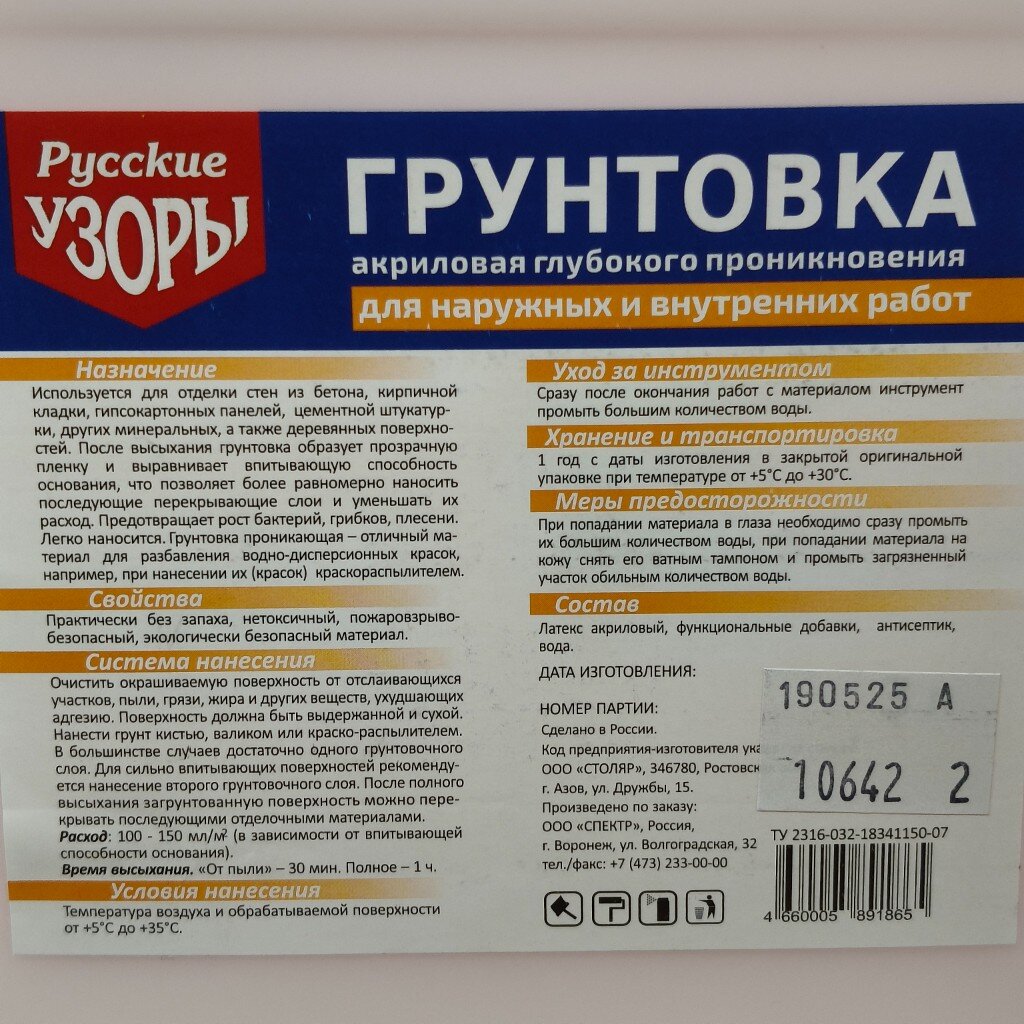 Русские
УЗОРЫ
ГРУНТОВКА
акриловая глубокого проникновения
для наружных и внутренних работ
Назначение
Используется для отделки стен из бетона, кирпичной
кладки, гипсокартонных панелей, цементной штукатур-
ки, других минеральных, а также деревянных поверхно-
стей. После высыхания грунтовка образует прозрачную
пленку и выравнивает впитывающую способность
основания, что позволяет более равномерно наносить
последующие перекрывающие слои и уменьшать их
расход. Предотвращает рост бактерий, грибков, плесени.
Легко наносится. Грунтовка проникающая – отличный ма-
териал для разбавления водно-дисперсионных красок,
например, при нанесении их (красок) краскораспылителем.
Свойства
Практически без запаха, нетоксичный, пожаровзрыво-
безопасный, экологически безопасный материал.
Система нанесения
Очистить окрашиваемую поверхность от отслаивающихся
участков, пыли, грязи, жира и других веществ, ухудшающих
адгезию. Поверхность должна быть выдержанной и сухой.
Нанести грунт кистью, валиком или краско-распылителем.
В большинстве случаев достаточно одного грунтовочного
слоя. Для сильно впитывающих поверхностей рекоменду-
ется нанесение второго грунтовочного слоя. После полного
высыхания загрунтованную поверхность можно пере-
крывать последующими отделочными материалами.
Расход: 100 - 150 мл/м² (в зависимости от впитывающей
способности основания).
Время высыхания. «От пыли» – 30 мин. Полное – 1 ч.
Условия нанесения
Температура воздуха и обрабатываемой поверхности
от +5°С до +35°С.
Уход за инструментом
Сразу после окончания работ с материалом инструмент
промыть большим количеством воды.
Хранение и транспортировка
1 год с даты изготовления в закрытой оригинальной
упаковке при температуре от +5°С до +30°С.
Меры предосторожности
При попадании материала в глаза необходимо сразу промыть
их большим количеством воды, при попадании материала на
кожу снять его ватным тампоном и промыть загрязненный
участок обильным количеством воды.
Состав
Латекс акриловый, функциональные добавки, антисептик,
вода.
ДАТА ИЗГОТОВЛЕНИЯ:
190525 А
НОМЕР ПАРТИИ:
10642 2
Сделано в России.
Код предприятия-изготовителя ука
ООО «СТОЛЯР», 346780, Ростовск
г. Азов, ул. Дружбы, 15.
Произведено по заказу:
ООО «СПЕКТР», Россия,
г. Воронеж, ул. Волгоградская, 32
тел./факс: +7 (473) 233-00-00
ТУ 2316-032-18341150-07
4 660005 891865